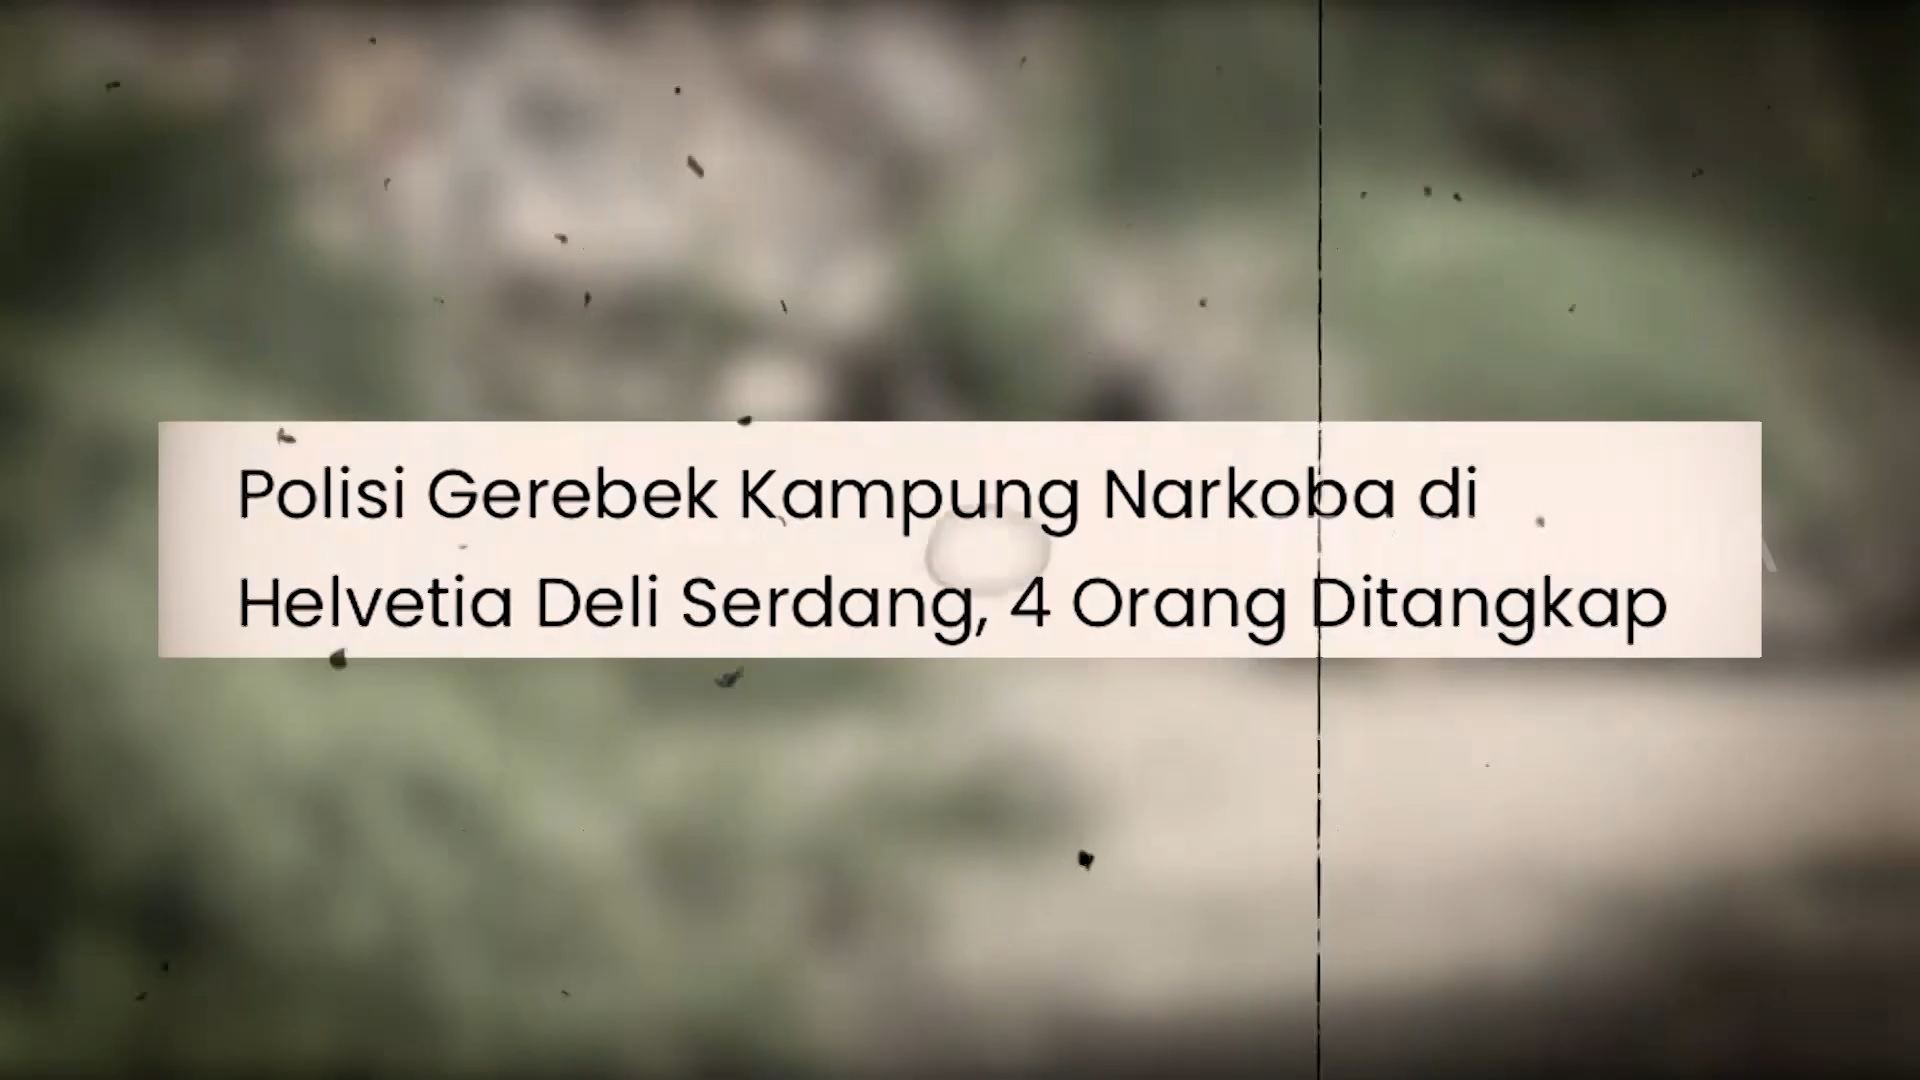 Polisi Gerebek Kampung Narkoba di
Helvetia Deli Serdang, 4 Orang Ditangkap